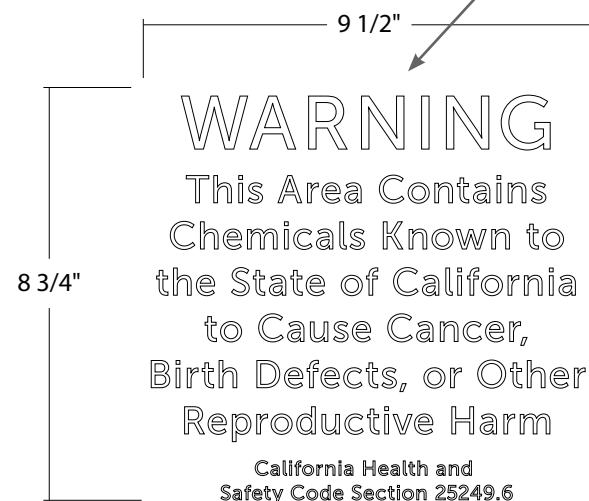 9 1/2"
WARNING
This Area Contains
Chemicals Known to
8 3/4"
the State of California
to Cause Cancer,
Birth Defects, or Other
Reproductive Harm
California Health and
Safety Code Section 25249.6